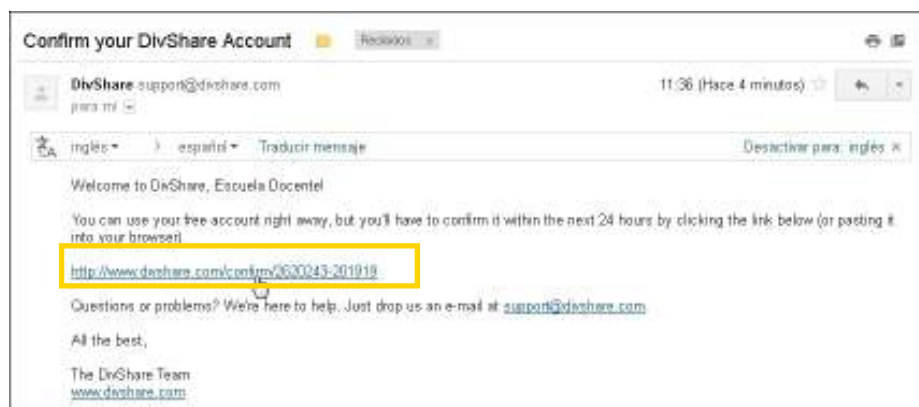 Confirm your DivShare Account Recibidos x
DivShare support@divshare.com 11:36 (Hace 4 minutos)
para mí
inglés > español Traducir mensaje Desactivar para: inglés x
Welcome to DivShare, Escuela Docente!
You can use your free account right away, but you'll have to confirm it within the next 24 hours by clicking the link below (or pasting it
into your browser).
http://www.divshare.com/confirm/2620243-201919
Questions or problems? We're here to help. Just drop us an e-mail at support@divshare.com
All the best,
The DivShare Team
www.divshare.com